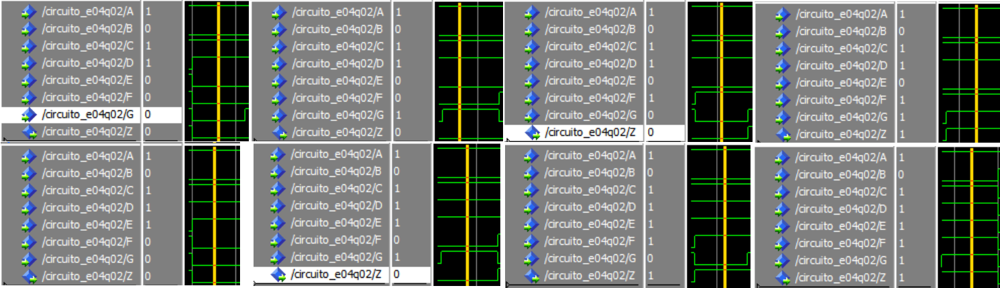 /circuito_e04q02/A 1
/circuito_e04q02/B 0
/circuito_e04q02/C 1
/circuito_e04q02/D 1
/circuito_e04q02/E 0
/circuito_e04q02/F 0
/circuito_e04q02/G 0
/circuito_e04q02/Z 0
/circuito_e04q02/A 1
/circuito_e04q02/B 0
/circuito_e04q02/C 1
/circuito_e04q02/D 1
/circuito_e04q02/E 0
/circuito_e04q02/F 0
/circuito_e04q02/G 1
/circuito_e04q02/Z 0
/circuito_e04q02/A 1
/circuito_e04q02/B 0
/circuito_e04q02/C 1
/circuito_e04q02/D 1
/circuito_e04q02/E 0
/circuito_e04q02/F 1
/circuito_e04q02/G 0
/circuito_e04q02/Z 0
/circuito_e04q02/A 1
/circuito_e04q02/B 0
/circuito_e04q02/C 1
/circuito_e04q02/D 1
/circuito_e04q02/E 0
/circuito_e04q02/F 1
/circuito_e04q02/G 1
/circuito_e04q02/Z 1
/circuito_e04q02/A 1
/circuito_e04q02/B 0
/circuito_e04q02/C 1
/circuito_e04q02/D 1
/circuito_e04q02/E 1
/circuito_e04q02/F 0
/circuito_e04q02/G 0
/circuito_e04q02/Z 0
/circuito_e04q02/A 1
/circuito_e04q02/B 0
/circuito_e04q02/C 1
/circuito_e04q02/D 1
/circuito_e04q02/E 1
/circuito_e04q02/F 0
/circuito_e04q02/G 1
/circuito_e04q02/Z 0
/circuito_e04q02/A 1
/circuito_e04q02/B 0
/circuito_e04q02/C 1
/circuito_e04q02/D 1
/circuito_e04q02/E 1
/circuito_e04q02/F 1
/circuito_e04q02/G 0
/circuito_e04q02/Z 1
/circuito_e04q02/A 1
/circuito_e04q02/B 0
/circuito_e04q02/C 1
/circuito_e04q02/D 1
/circuito_e04q02/E 1
/circuito_e04q02/F 1
/circuito_e04q02/G 1
/circuito_e04q02/Z 1